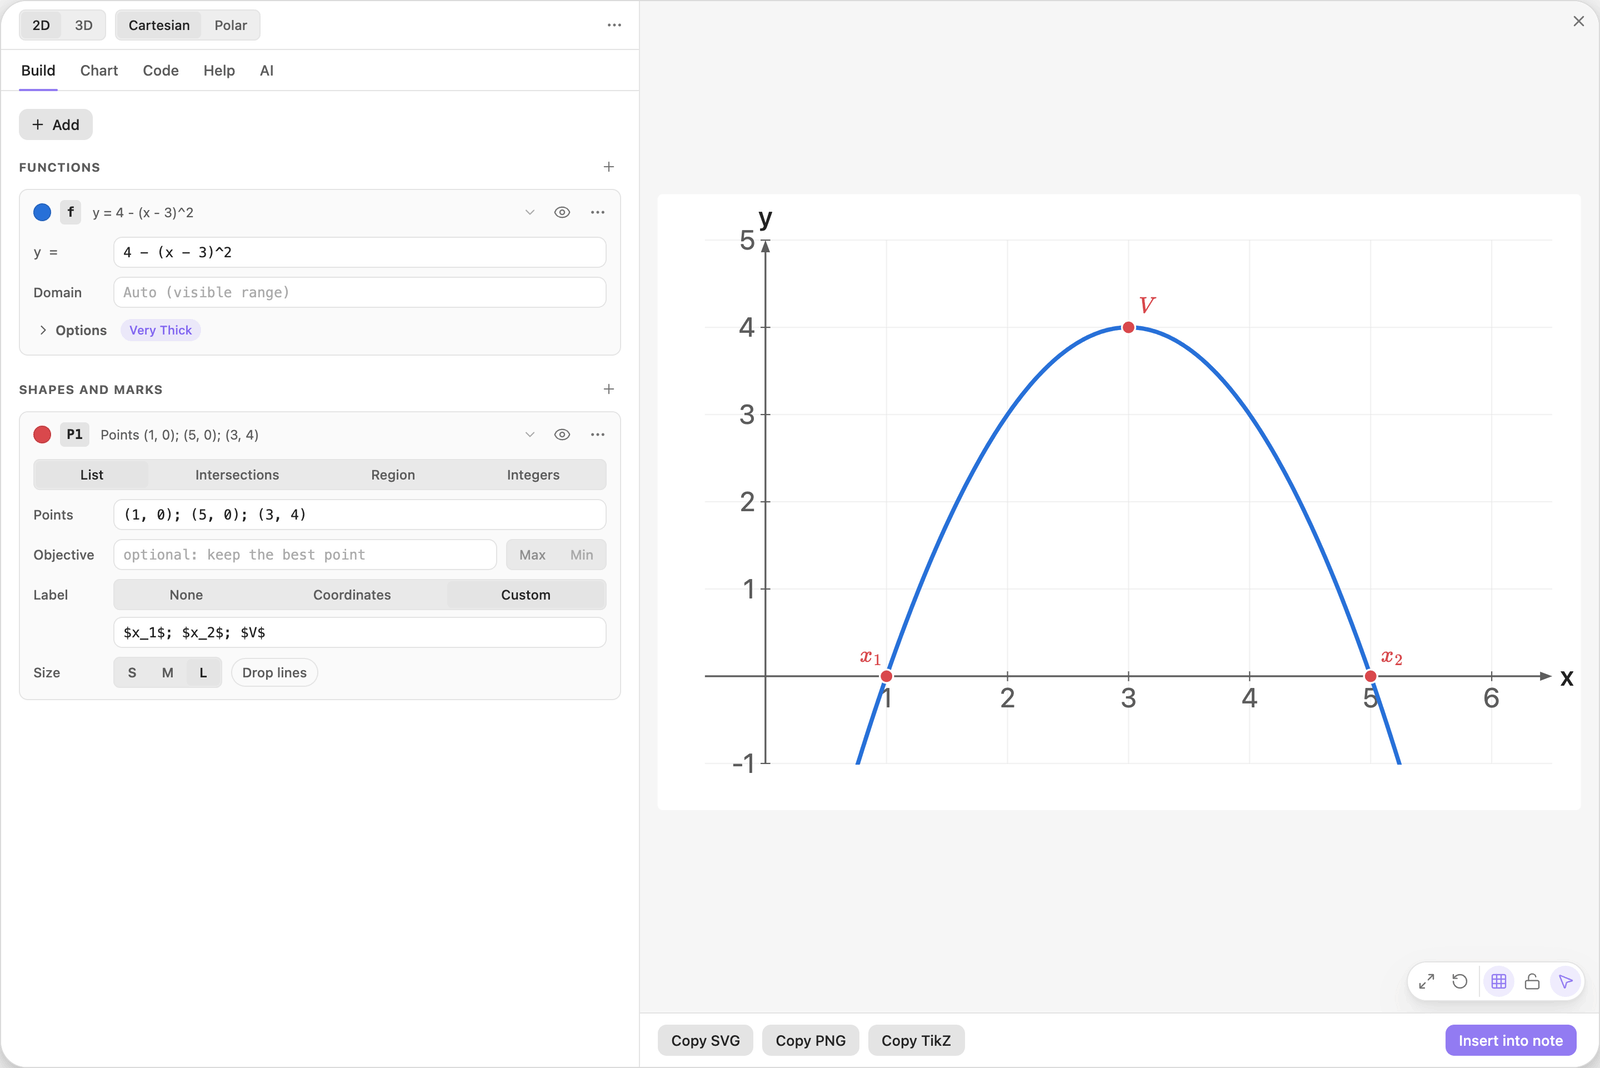 2D 3D Cartesian Polar
Build Chart Code Help AI
+ Add
FUNCTIONS
f y = 4 - (x - 3)^2
y = 4 - (x - 3)^2
Domain Auto (visible range)
Options Very Thick
SHAPES AND MARKS
P1 Points (1, 0); (5, 0); (3, 4)
List Intersections Region Integers
Points (1, 0); (5, 0); (3, 4)
Objective optional: keep the best point Max Min
Label None Coordinates Custom
$x_1$; $x_2$; $V$
Size S M L Drop lines
y
5
V
4
3
2
1
x₁ x₂
x
1 2 3 4 5 6
-1
Copy SVG Copy PNG Copy TikZ Insert into note